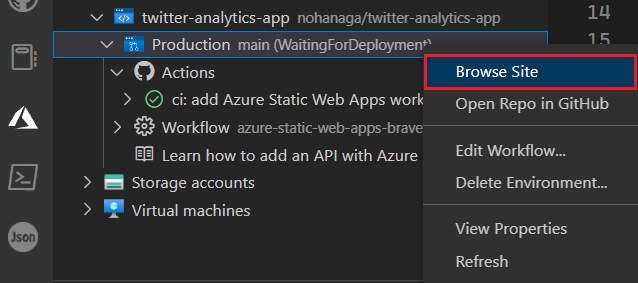 twitter-analytics-app nohanaga/twitter-analytics-app
14
Production main (WaitingForDeployment)
15
Actions
Browse Site
ci: add Azure Static Web Apps work
Open Repo in GitHub
Workflow azure-static-web-apps-brave
Edit Workflow...
Learn how to add an API with Azure
Storage accounts
Delete Environment...
Virtual machines
View Properties
Json
Refresh